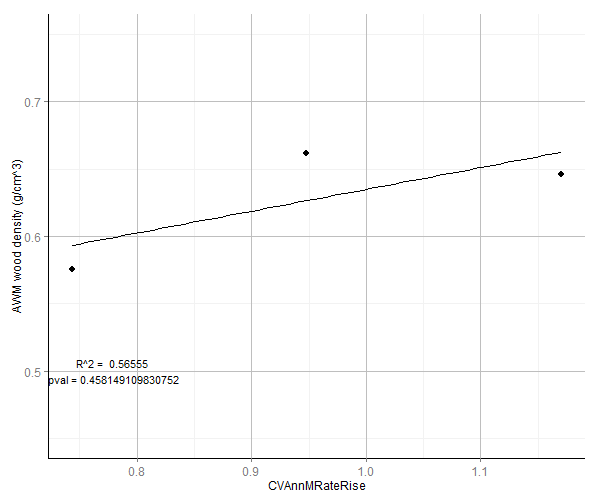 AWM wood density (g/cm^3)
0.7
0.6
0.5
R^2 =  0.56555
pval = 0.458149109830752
0.8 0.9 1.0 1.1
CVAnnMRateRise